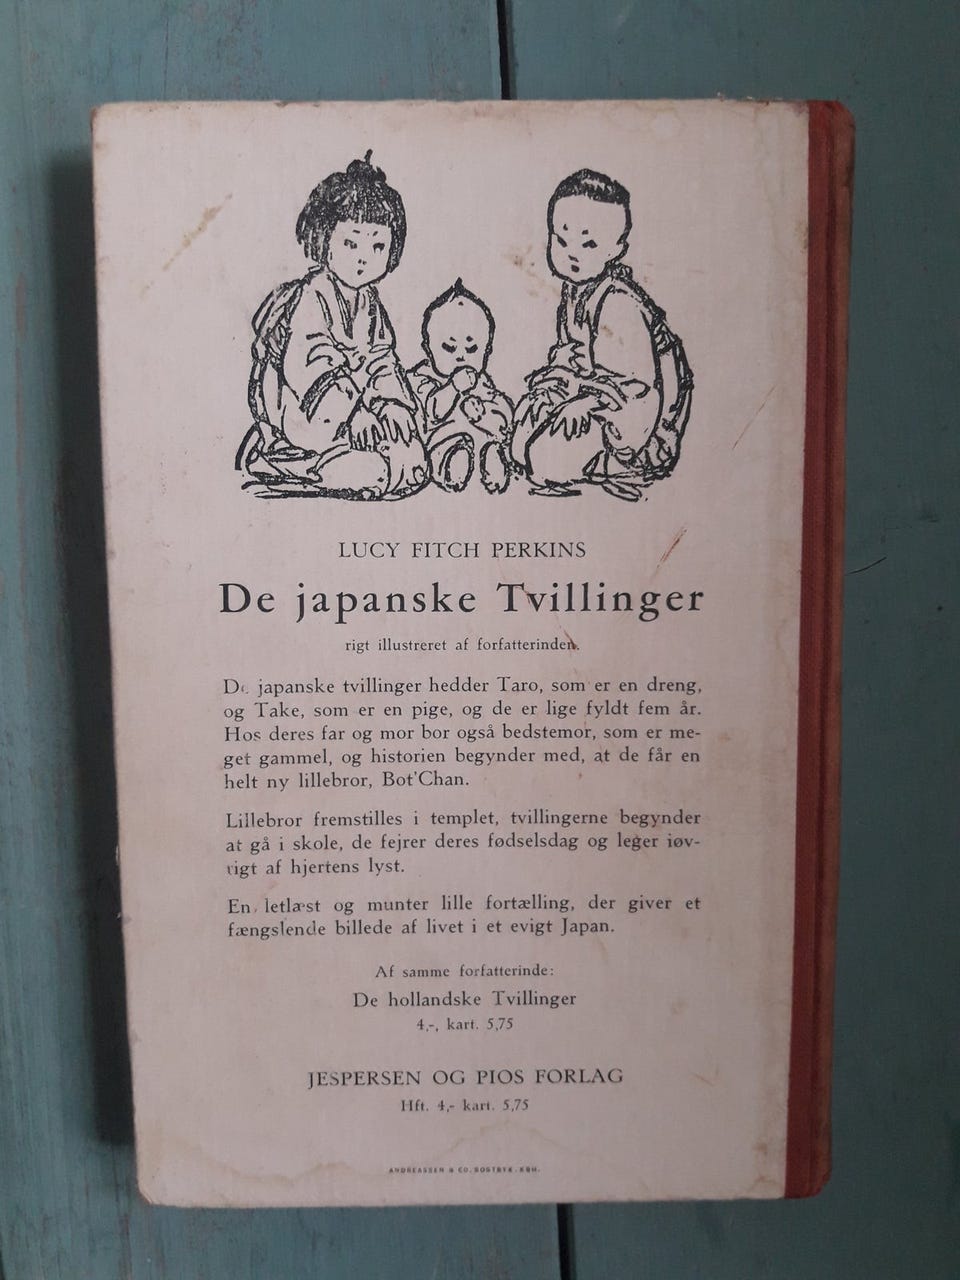 LUCY FITCH PERKINS
De japanske Tvillinger
rigt illustreret af forfatterinden.
De japanske tvillinger hedder Taro, som er en dreng,
og Take, som er en pige, og de er lige fyldt fem år.
Hos deres far og mor bor også bedstemor, som er me-
get gammel, og historien begynder med, at de får en
helt ny lillebror, Bot'Chan.
Lillebror fremstilles i templet, tvillingerne begynder
at gå i skole, de fejrer deres fødselsdag og leger iøv-
rigt af hjertens lyst.
En letlæst og munter lille fortælling, der giver et
fængslende billede af livet i et evigt Japan.
Af samme forfatterinde:
De hollandske Tvillinger
4,-, kart. 5,75
JESPERSEN OG PIOS FORLAG
Hft. 4,- kart. 5,75
ANDREASSEN & CO. BOGTRYK. KBH.